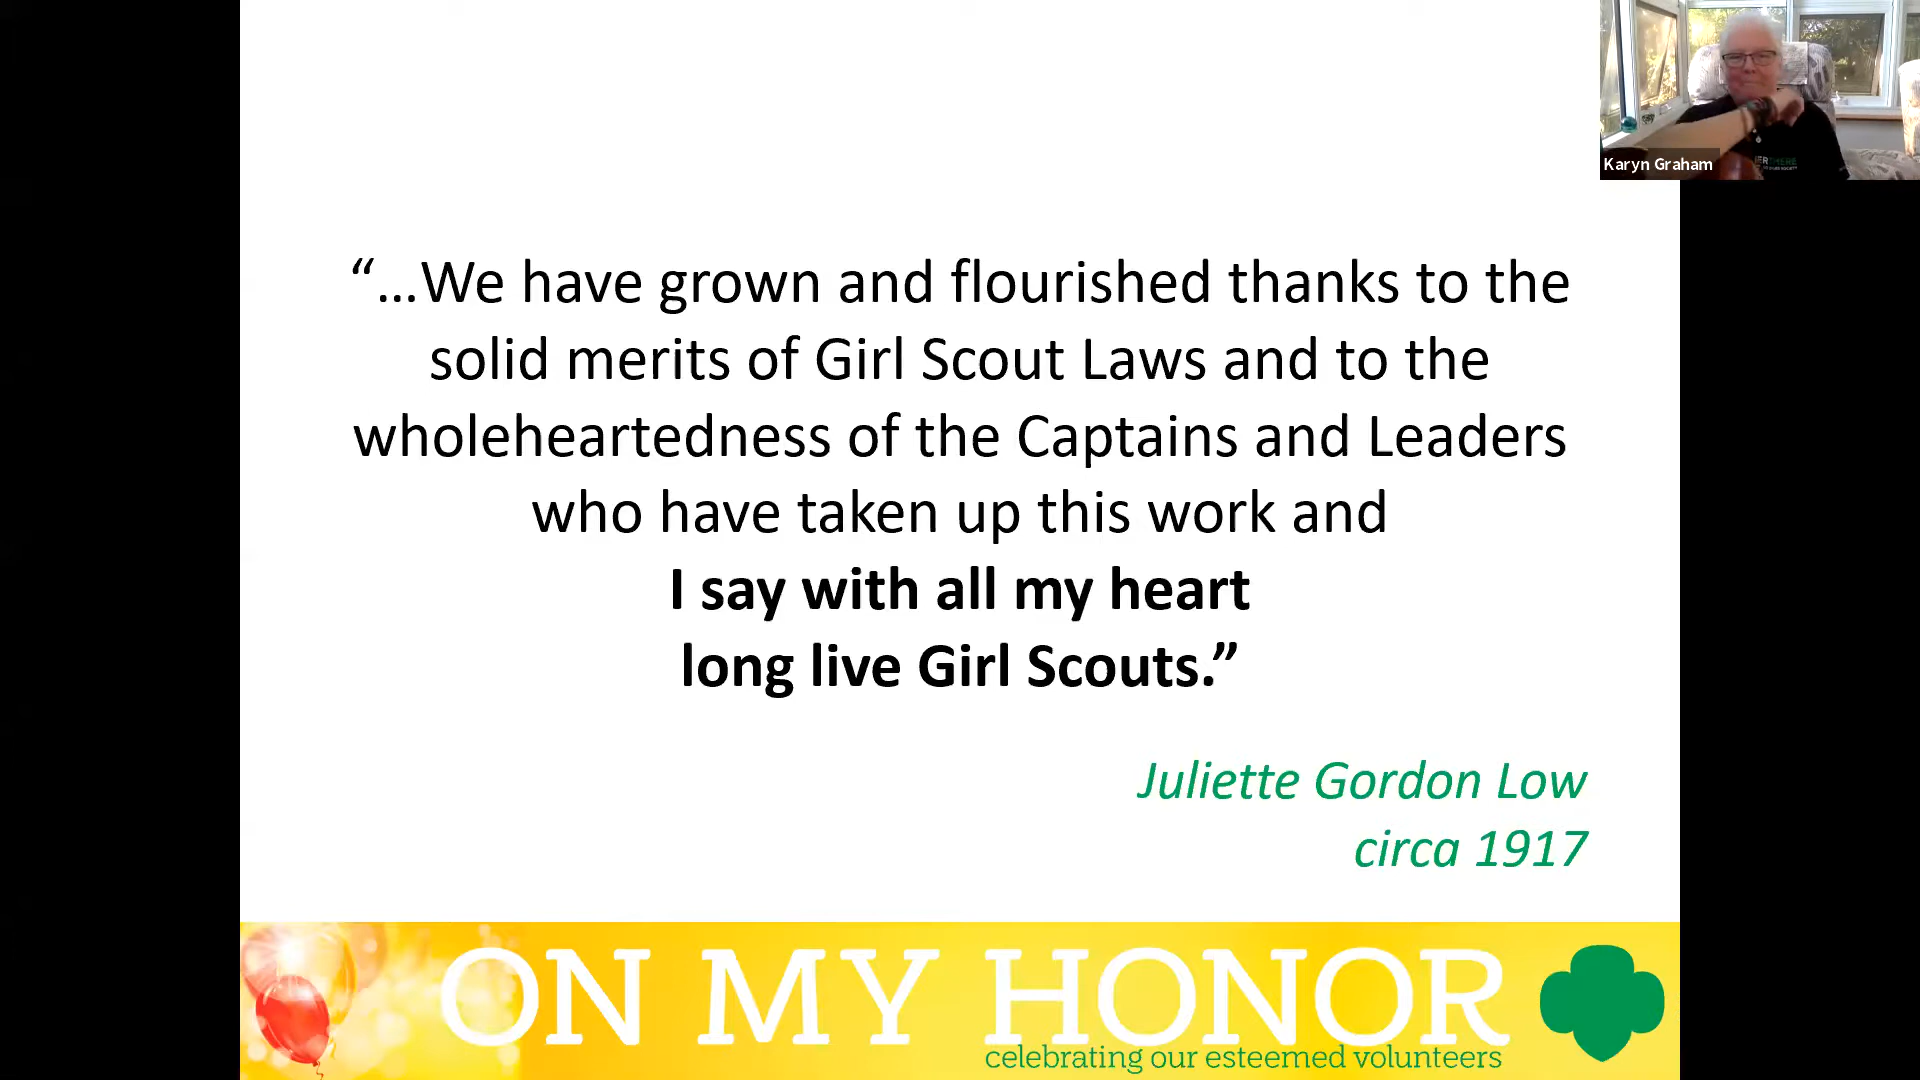 Karyn Graham
“...We have grown and flourished thanks to the
solid merits of Girl Scout Laws and to the
wholeheartedness of the Captains and Leaders
who have taken up this work and
I say with all my heart
long live Girl Scouts.”
Juliette Gordon Low
circa 1917
ON MY HONOR
celebrating our esteemed volunteers